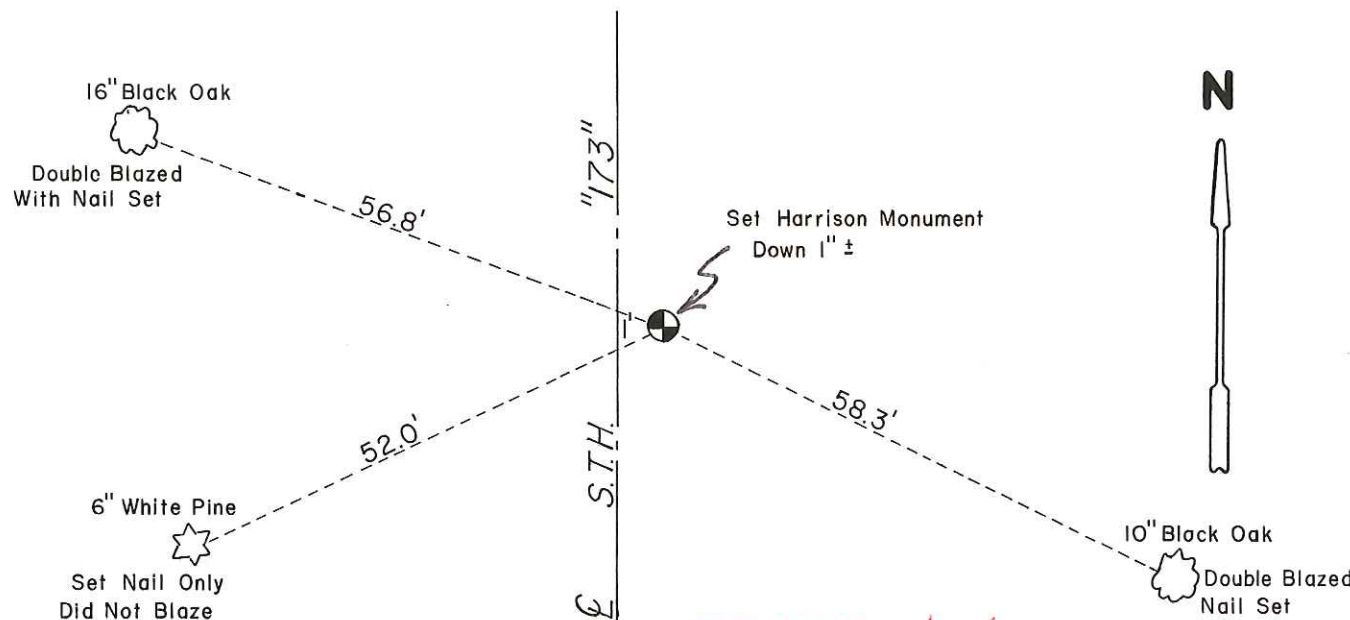 16" Black Oak
Double Blazed
With Nail Set
56.8'
"173"
N
Set Harrison Monument
Down 1" ±
1'
58.3'
52.0'
S.T.H.
6" White Pine
Set Nail Only
Did Not Blaze
℄
10" Black Oak
Double Blazed
Nail Set